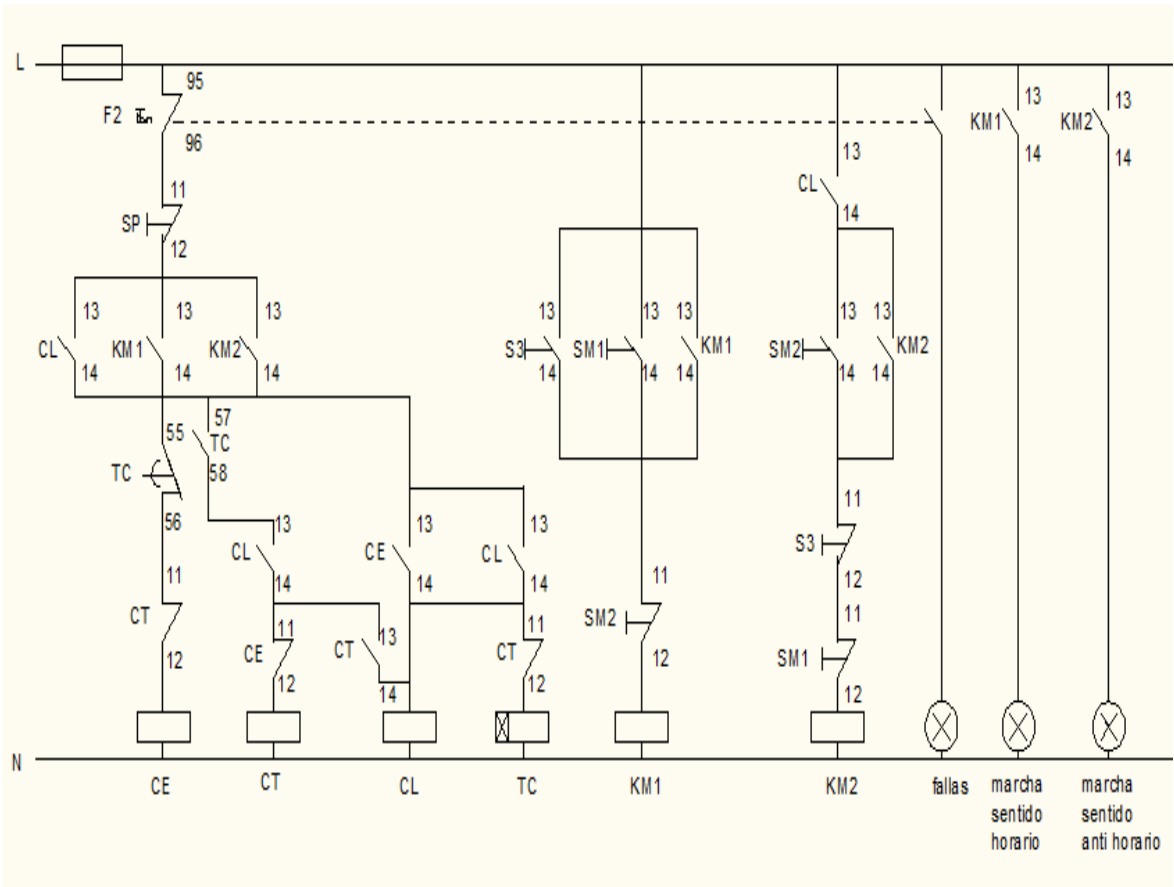 L
95
F2
96
13
KM1
14
13
KM2
14
11
SP
12
13
CL
14
13
CL
14
13
KM1
14
13
KM2
14
13
S3
14
13
SM1
14
13
KM1
14
13
SM2
14
13
KM2
14
55
TC
56
57
TC
58
13
CL
14
13
CE
14
13
CL
14
11
S3
12
11
CT
12
11
CE
12
13
CT
14
11
CT
12
11
SM2
12
11
SM1
12
N
CE
CT
CL
TC
KM1
KM2
fallas
marcha
sentido
horario
marcha
sentido
anti horario